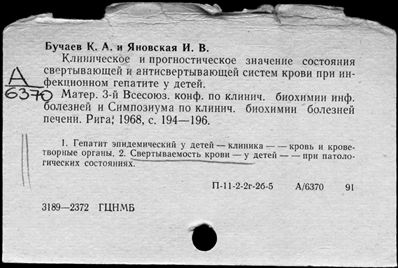 Бучаев К. А. и Яновская И. В.
Клиническое и прогностическое значение состояния
свертывающей и антисвертывающей систем крови при ин-
фекционном гепатите у детей.
А
6370
Матер. 3-й Всесоюз. конф. по клинич. биохимии инф.
болезней и Симпозиума по клинич. биохимии болезней
печени. Рига, 1968, с. 194—196.
1. Гепатит эпидемический у детей — клиника — — кровь и крове-
творные органы. 2. Свертываемость крови — у детей — — при патоло-
гических состояниях.
П-11-2-2г-2б-5 А/6370 91
3189—2372 ГЦНМБ